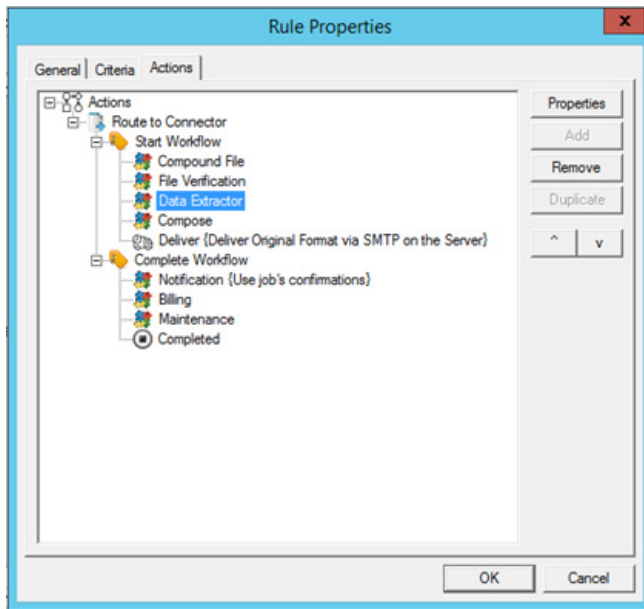 Rule Properties
x
General Criteria Actions
Actions
Route to Connector
Start Workflow
Compound File
File Verification
Data Extractor
Compose
Deliver {Deliver Original Format via SMTP on the Server}
Complete Workflow
Notification {Use job's confirmations}
Billing
Maintenance
Completed
Properties
Add
Remove
Duplicate
^ v
OK Cancel